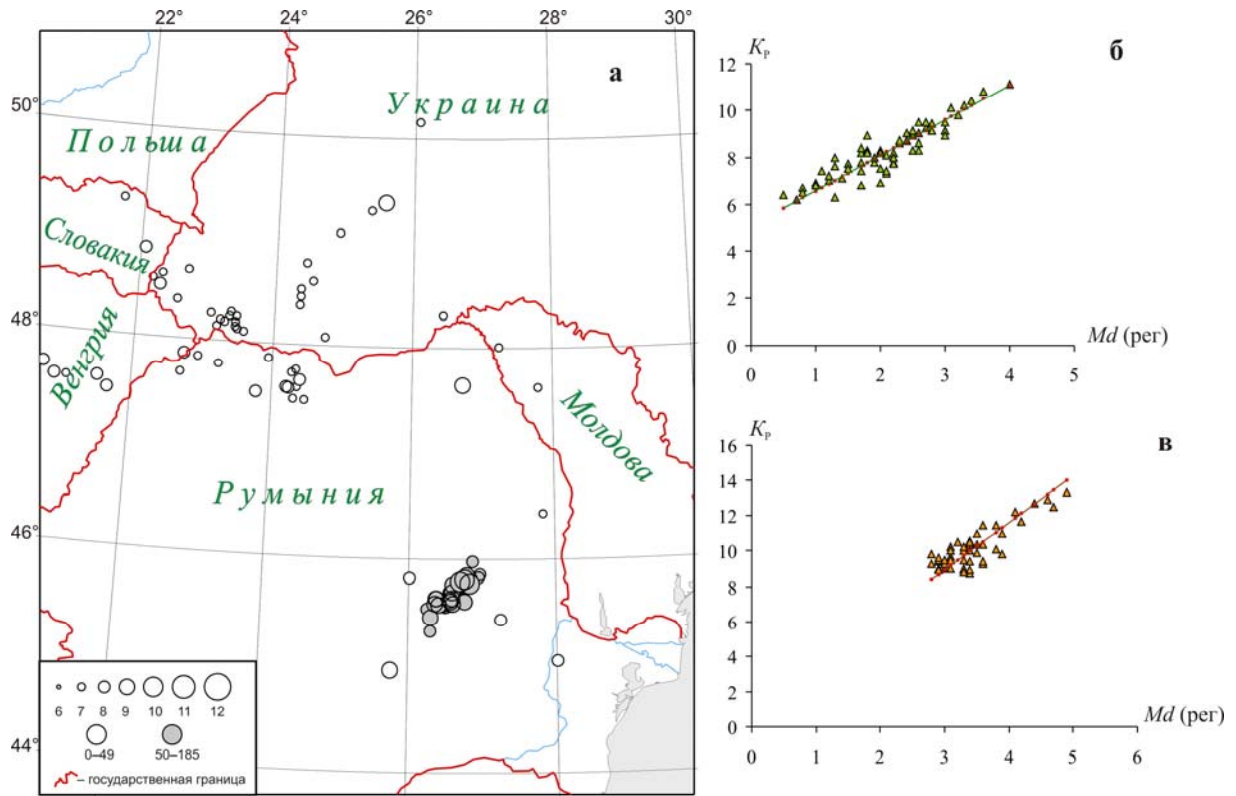 22° 24° 26° 28° 30°
а
50°
48°
46°
44°
Украина
Польша
Словакия
Венгрия
Молдова
Румыния
6 7 8 9 10 11 12
0–49 50–185
– государственная граница
б
Kр
12
10
8
6
4
2
0
0 1 2 3 4 5
Md (рег)
в
Kр
16
14
12
10
8
6
4
2
0
0 1 2 3 4 5 6
Md (рег)